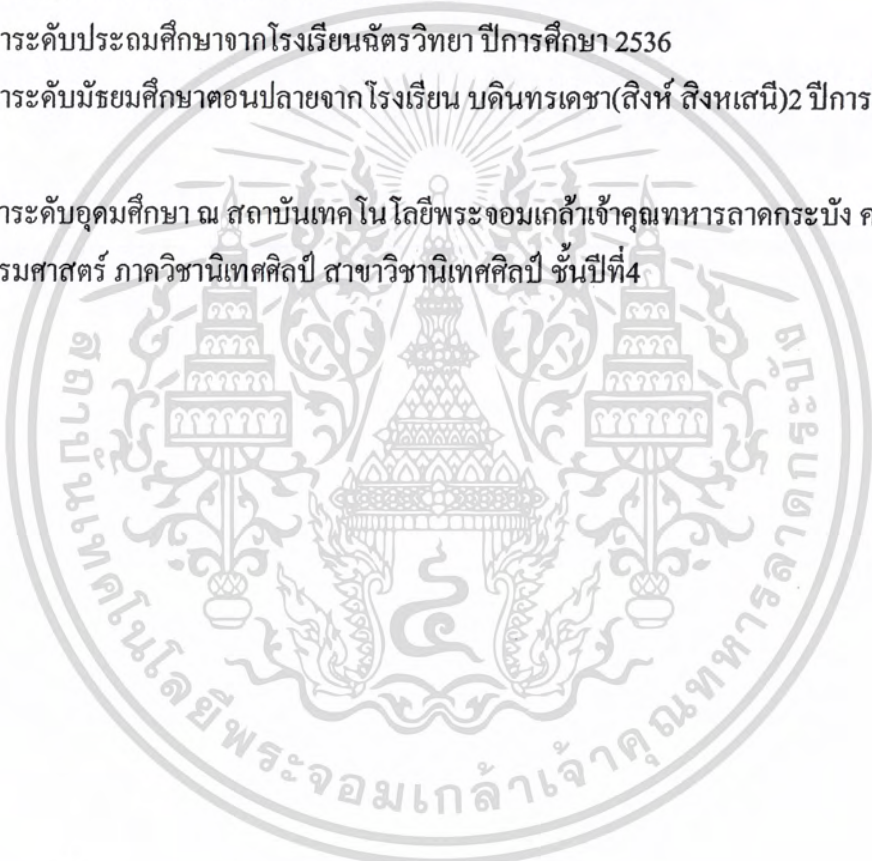 าระดับประถมศึกษาจากโรงเรียนฉัตรวิทยา ปีการศึกษา 2536
าระดับมัธยมศึกษาตอนปลายจากโรงเรียน บดินทรเดชา(สิงห์ สิงหเสนี)2 ปีการ
าระดับอุดมศึกษา ณ สถาบันเทคโนโลยีพระจอมเกล้าเจ้าคุณทหารลาดกระบัง ค
รมศาสตร์ ภาควิชานิเทศศิลป์ สาขาวิชานิเทศศิลป์ ชั้นปีที่4
๔
สถาบันเทคโนโลยีพระจอมเกล้าเจ้าคุณทหารลาดกระบัง